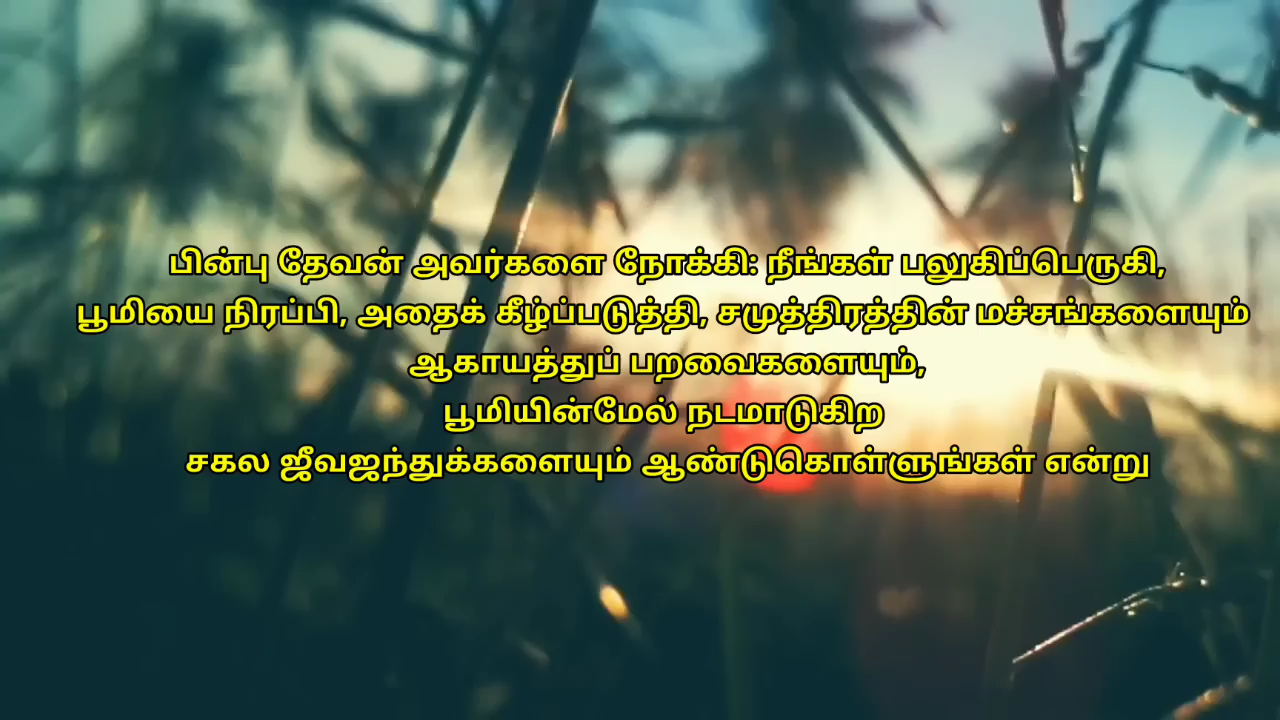 பின்பு தேவன் அவர்களை நோக்கி: நீங்கள் பலுகிப்பெருகி,
பூமியை நிரப்பி, அதைக் கீழ்ப்படுத்தி, சமுத்திரத்தின் மச்சங்களையும்
ஆகாயத்துப் பறவைகளையும்,
பூமியின்மேல் நடமாடுகிற
சகல ஜீவஜந்துக்களையும் ஆண்டுகொள்ளுங்கள் என்று